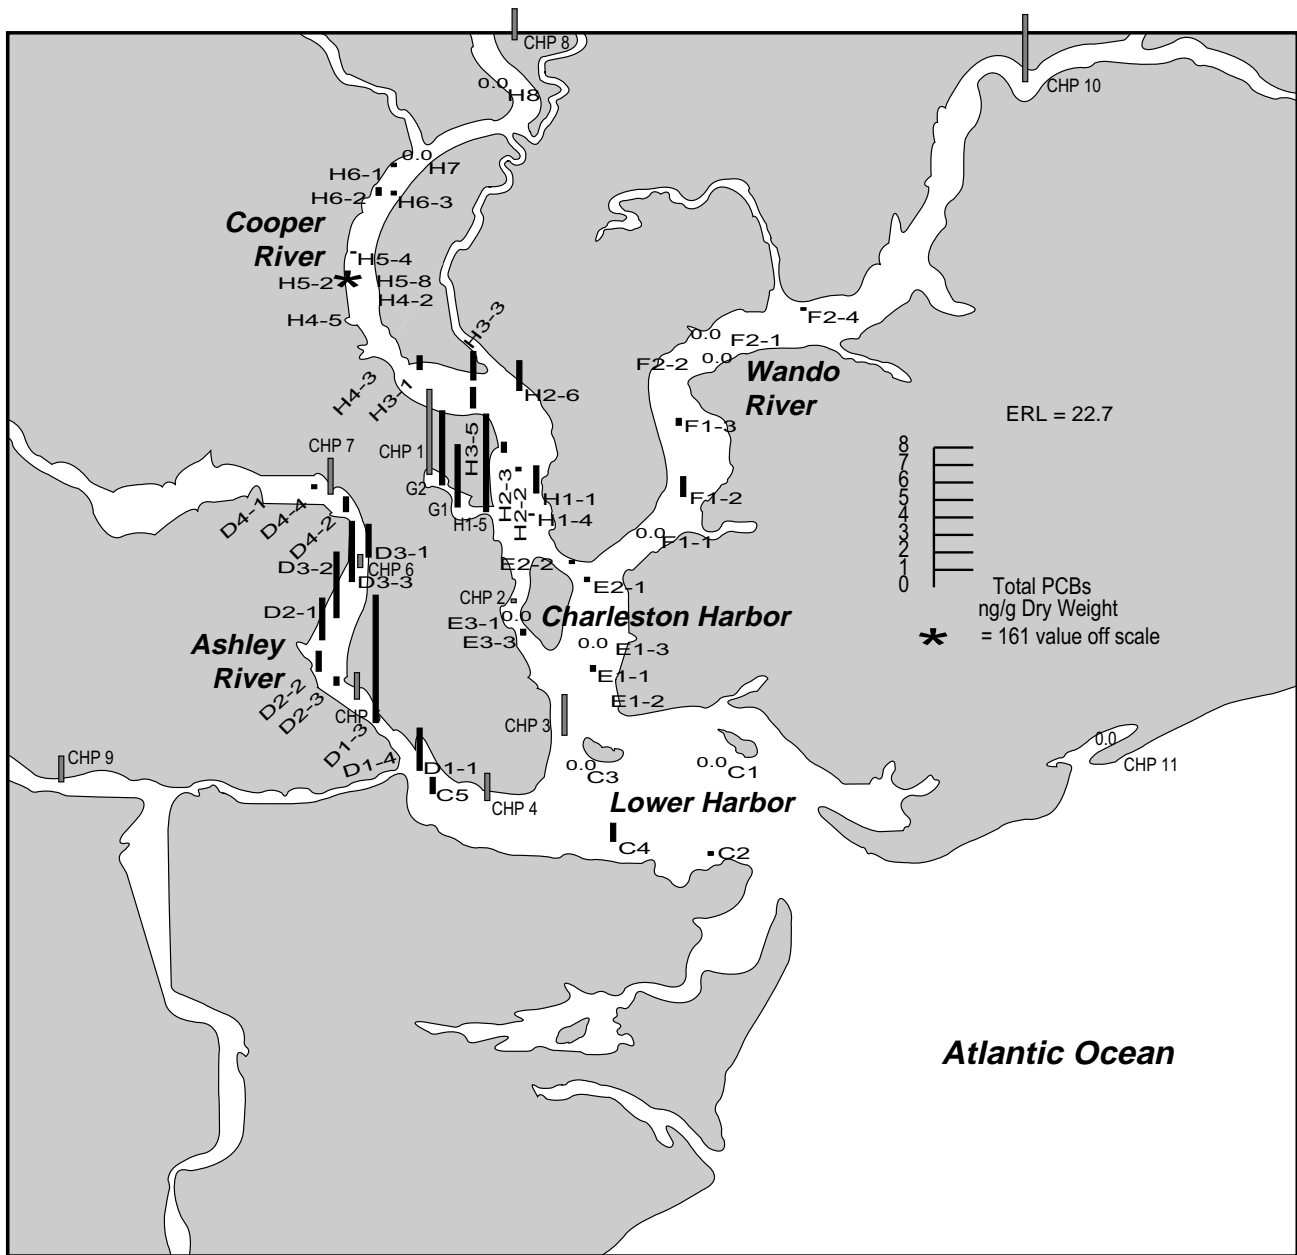 CHP 8
CHP 10
0.0
H8
0.0
H7
H6-1
H6-2
H6-3
Cooper
River
H5-4
H5-2
H5-8
H4-2
H4-5
H3-3
F2-4
0.0
F2-1
F2-2
0.0
Wando
River
H4-3
H3-1
H2-6
ERL = 22.7
F1-3
8
7
6
5
4
3
2
1
0
CHP 7
CHP 1
H3-5
G2
G1
H1-5
H2-3
H2-2
H1-1
H1-4
F1-2
0.0
F1-1
D4-1
D4-4
D4-2
D3-1
D3-2
CHP 6
D3-3
E2-2
E2-1
Total PCBs
ng/g Dry Weight
= 161 value off scale
D2-1
CHP 2
0.0
E3-1
E3-3
Charleston Harbor
0.0
E1-3
E1-1
E1-2
Ashley
River
D2-2
D2-3
CHP
D1-3
D1-4
CHP 3
CHP 9
D1-1
C5
CHP 4
0.0
C3
0.0
C1
0.0
CHP 11
Lower Harbor
C4
C2
Atlantic Ocean